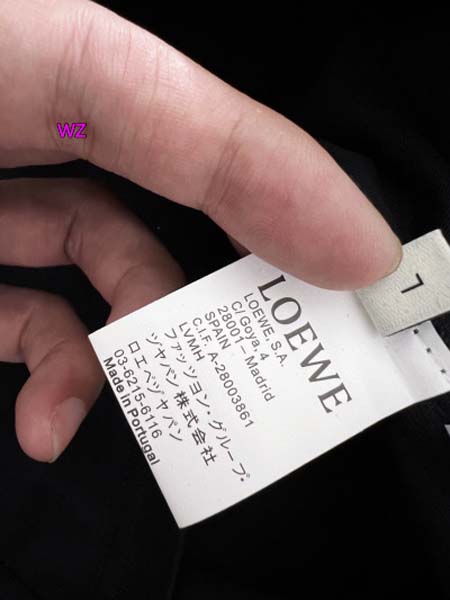 WZ
L
LOEWE
LOEWE S.A.
C/Goya, 4
28001 – Madrid
SPAIN
C.I.F. A-28003861
LVMH
ファッション・グループ・
ジャパン株式会社
ロエベジャパン
03-6215-6116
Made in Portugal